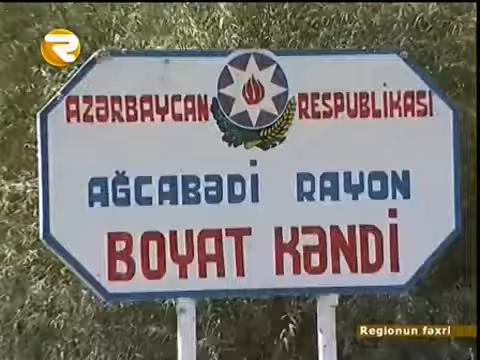 R
AZƏRBAYCAN RESPUBLİKASI
AĞCABƏDİ RAYON
BOYAT KƏNDİ
Regionun fəxri